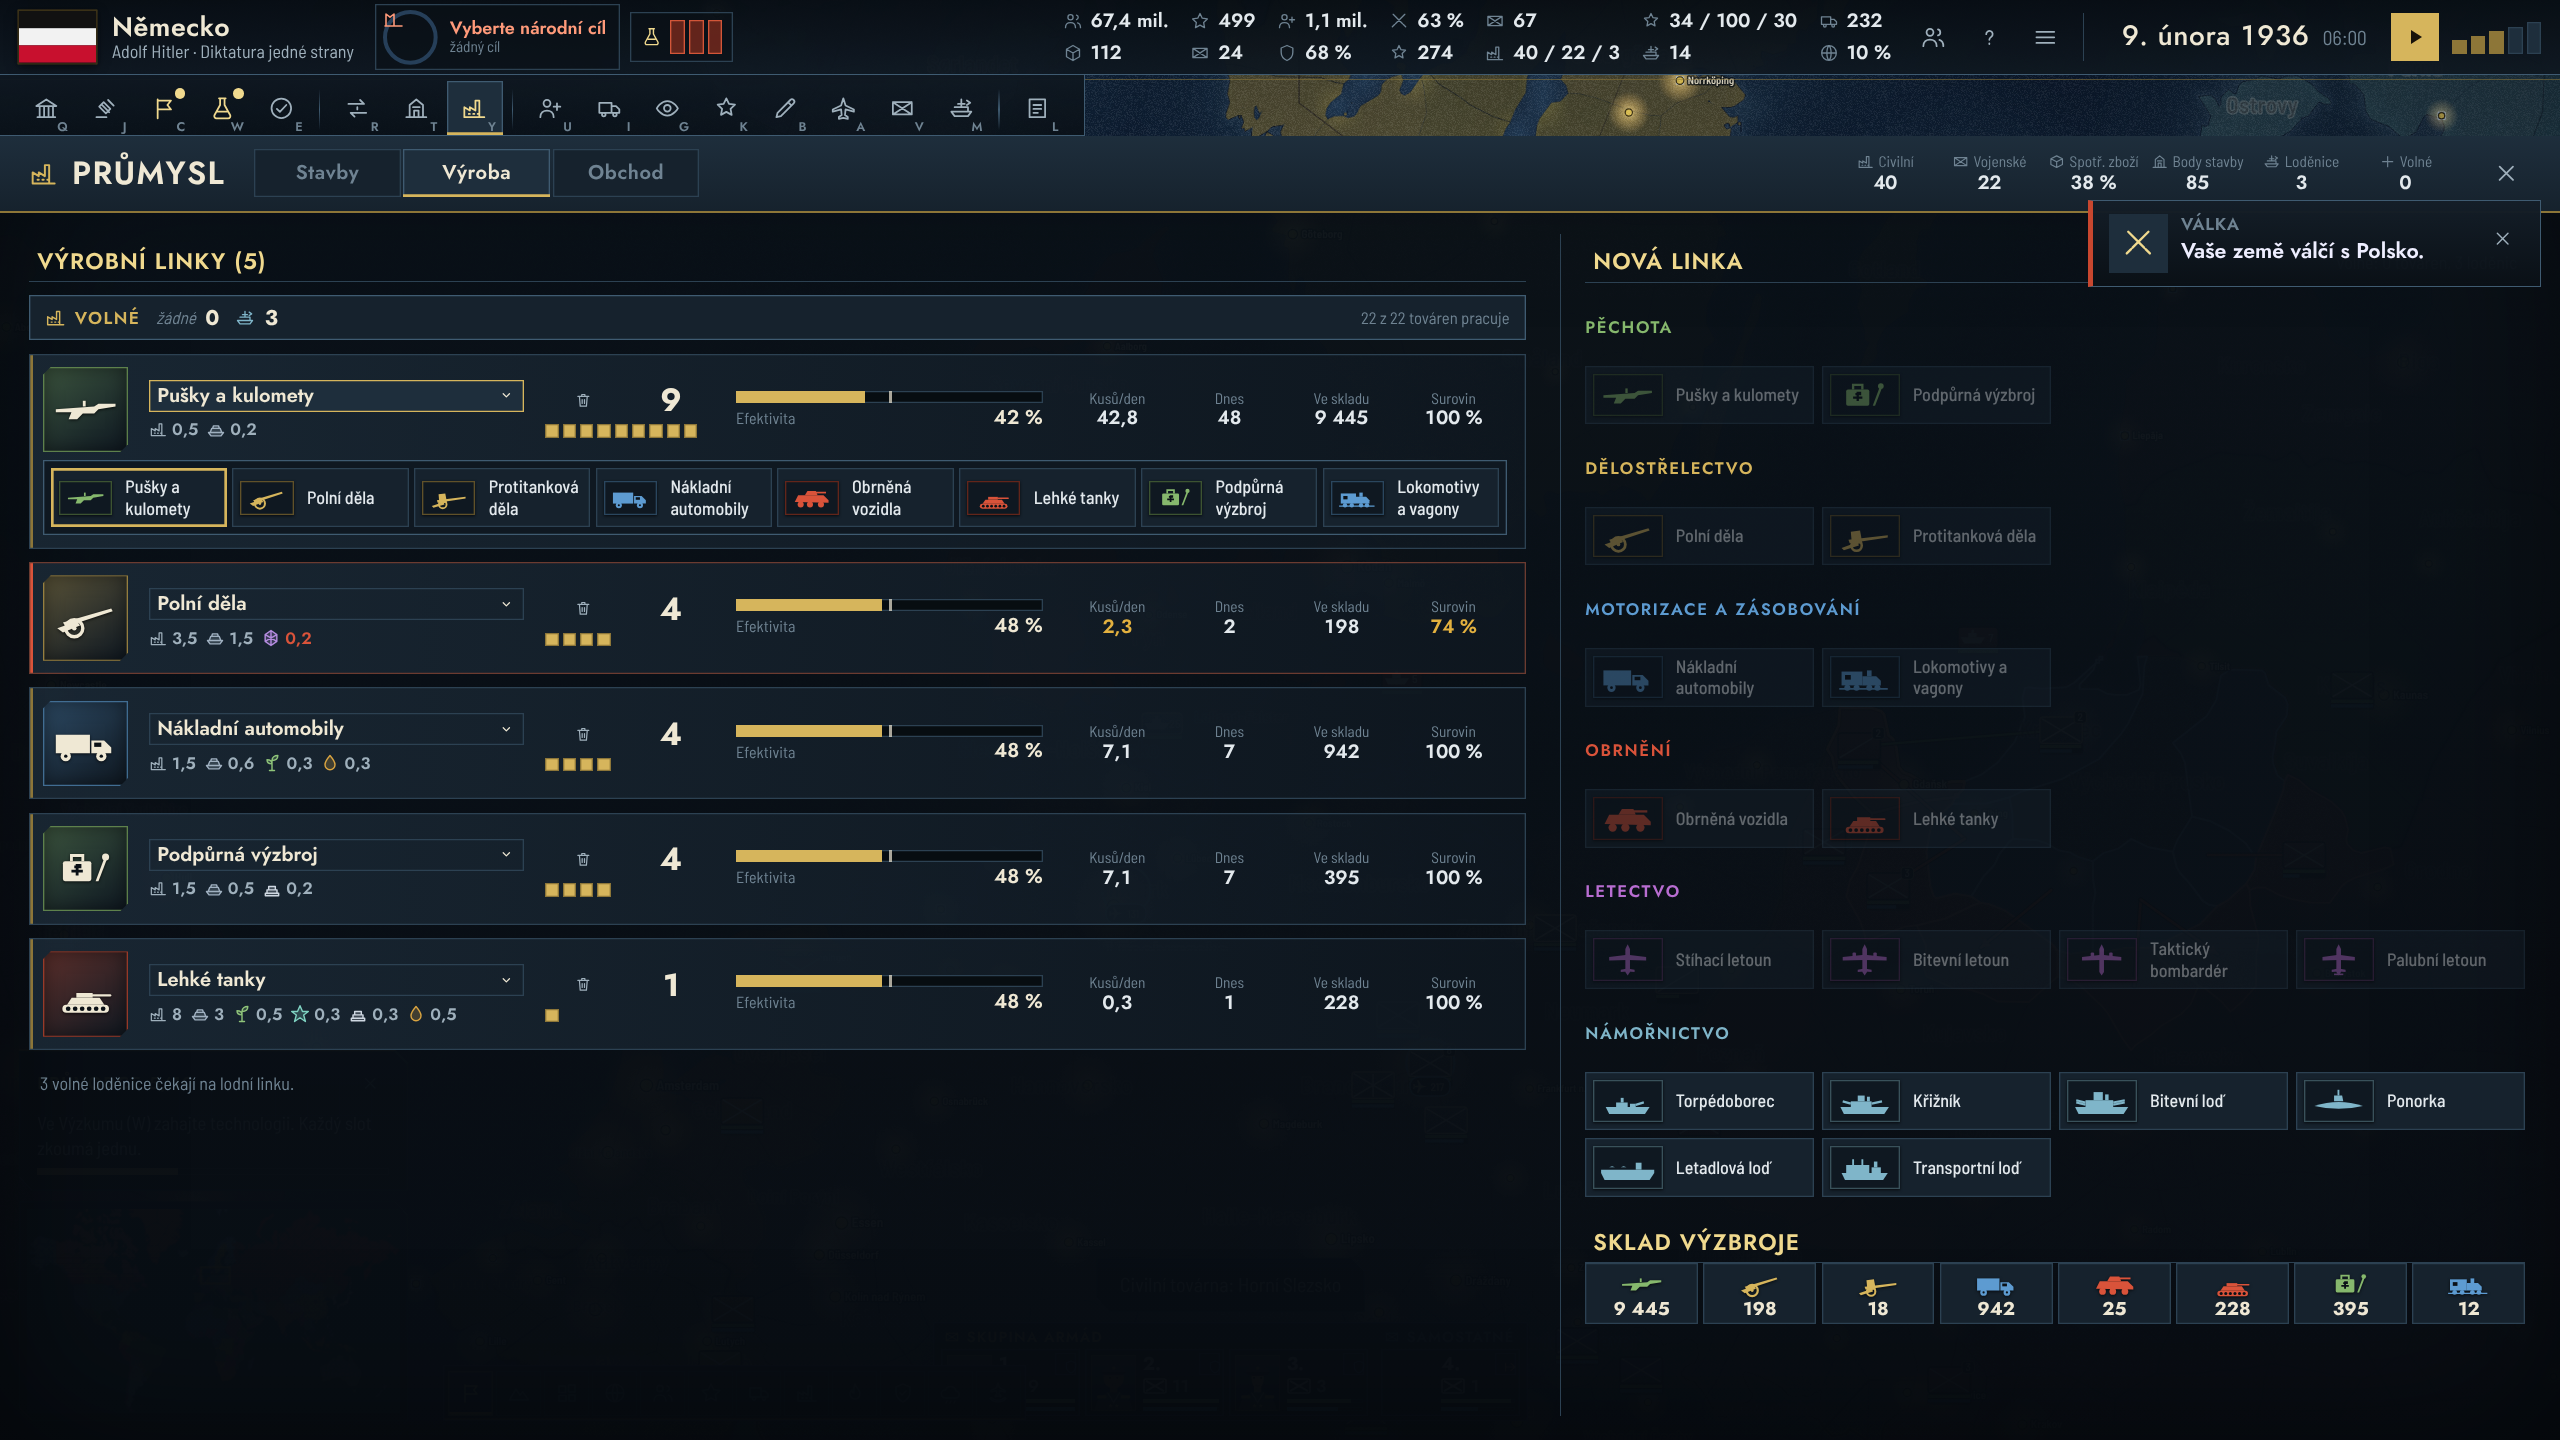 Německo
Adolf Hitler · Diktatura jedné strany
Vyberte národní cíl
žádný cíl
67,4 mil. 499 1,1 mil. 63 % 67 34 / 100 / 30 232
112 24 68 % 274 40 / 22 / 3 14 10 %
?
9. února 1936 06:00
Q J C W E R T Y U I G K B A V M L
Norrköping
Ostrovy
PRŮMYSL
Stavby
Výroba
Obchod
Civilní Vojenské Spotř. zboží Body stavby Loděnice Volné
40 22 38 % 85 3 0
VÁLKA
Vaše země válčí s Polsko.
VÝROBNÍ LINKY (5)
VOLNÉ žádné 0 3
22 z 22 továren pracuje
Pušky a kulomety
0,5 0,2
9
Efektivita 42 %
Kusů/den Dnes Ve skladu Surovin
42,8 48 9 445 100 %
Pušky a kulomety
Polní děla
Protitanková děla
Nákladní automobily
Obrněná vozidla
Lehké tanky
Podpůrná výzbroj
Lokomotivy a vagony
Polní děla
3,5 1,5 0,2
4
Efektivita 48 %
Kusů/den Dnes Ve skladu Surovin
2,3 2 198 74 %
Nákladní automobily
1,5 0,6 0,3 0,3
4
Efektivita 48 %
Kusů/den Dnes Ve skladu Surovin
7,1 7 942 100 %
Podpůrná výzbroj
1,5 0,5 0,2
4
Efektivita 48 %
Kusů/den Dnes Ve skladu Surovin
7,1 7 395 100 %
Lehké tanky
8 3 0,5 0,3 0,3 0,5
1
Efektivita 48 %
Kusů/den Dnes Ve skladu Surovin
0,3 1 228 100 %
3 volné loděnice čekají na lodní linku.
NOVÁ LINKA
PĚCHOTA
Pušky a kulomety
Podpůrná výzbroj
DĚLOSTŘELECTVO
Polní děla
Protitanková děla
MOTORIZACE A ZÁSOBOVÁNÍ
Nákladní automobily
Lokomotivy a vagony
OBRNĚNÍ
Obrněná vozidla
Lehké tanky
LETECTVO
Stíhací letoun
Bitevní letoun
Taktický bombardér
Palubní letoun
NÁMOŘNICTVO
Torpédoborec
Křižník
Bitevní loď
Ponorka
Letadlová loď
Transportní loď
SKLAD VÝZBROJE
9 445 198 18 942 25 228 395 12